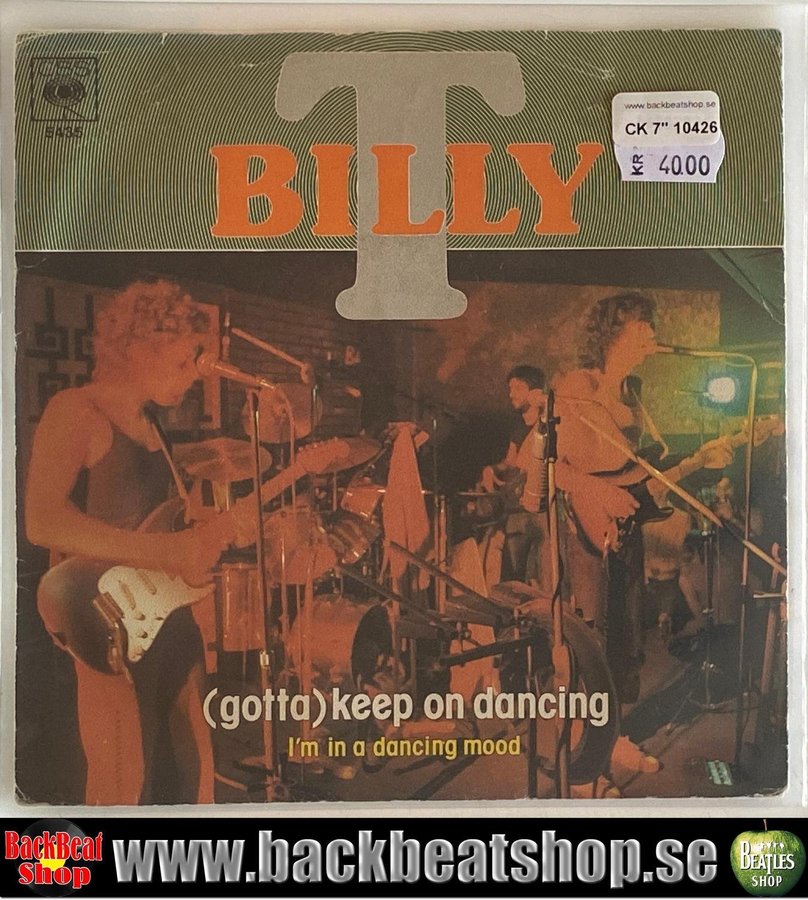 CBS
5435
T
BILLY
www.backbeatshop.se
CK 7" 10426
KR 40.00
(gotta) keep on dancing
I'm in a dancing mood
BackBeat
Shop
www.backbeatshop.se
BEATLES
SHOP